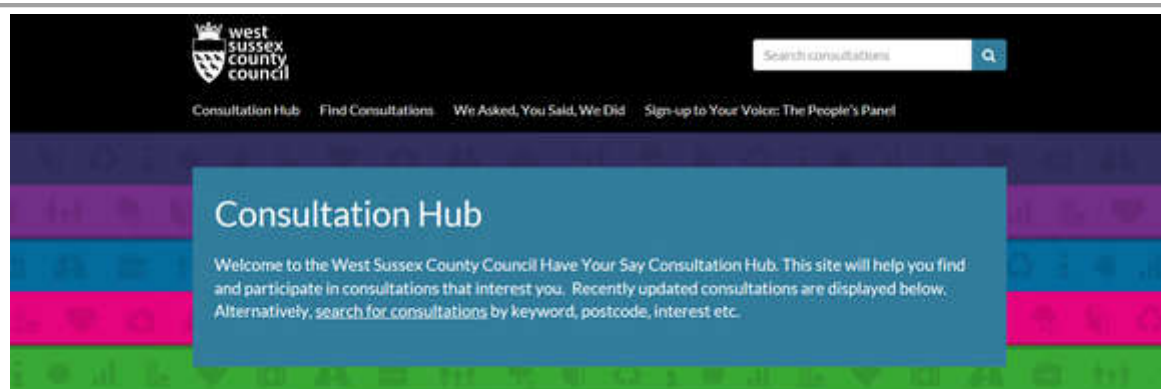 west
sussex
county
council
Search consultations
Consultation Hub Find Consultations We Asked, You Said, We Did Sign-up to Your Voice: The People's Panel
Consultation Hub
Welcome to the West Sussex County Council Have Your Say Consultation Hub. This site will help you find
and participate in consultations that interest you. Recently updated consultations are displayed below.
Alternatively, search for consultations by keyword, postcode, interest etc.